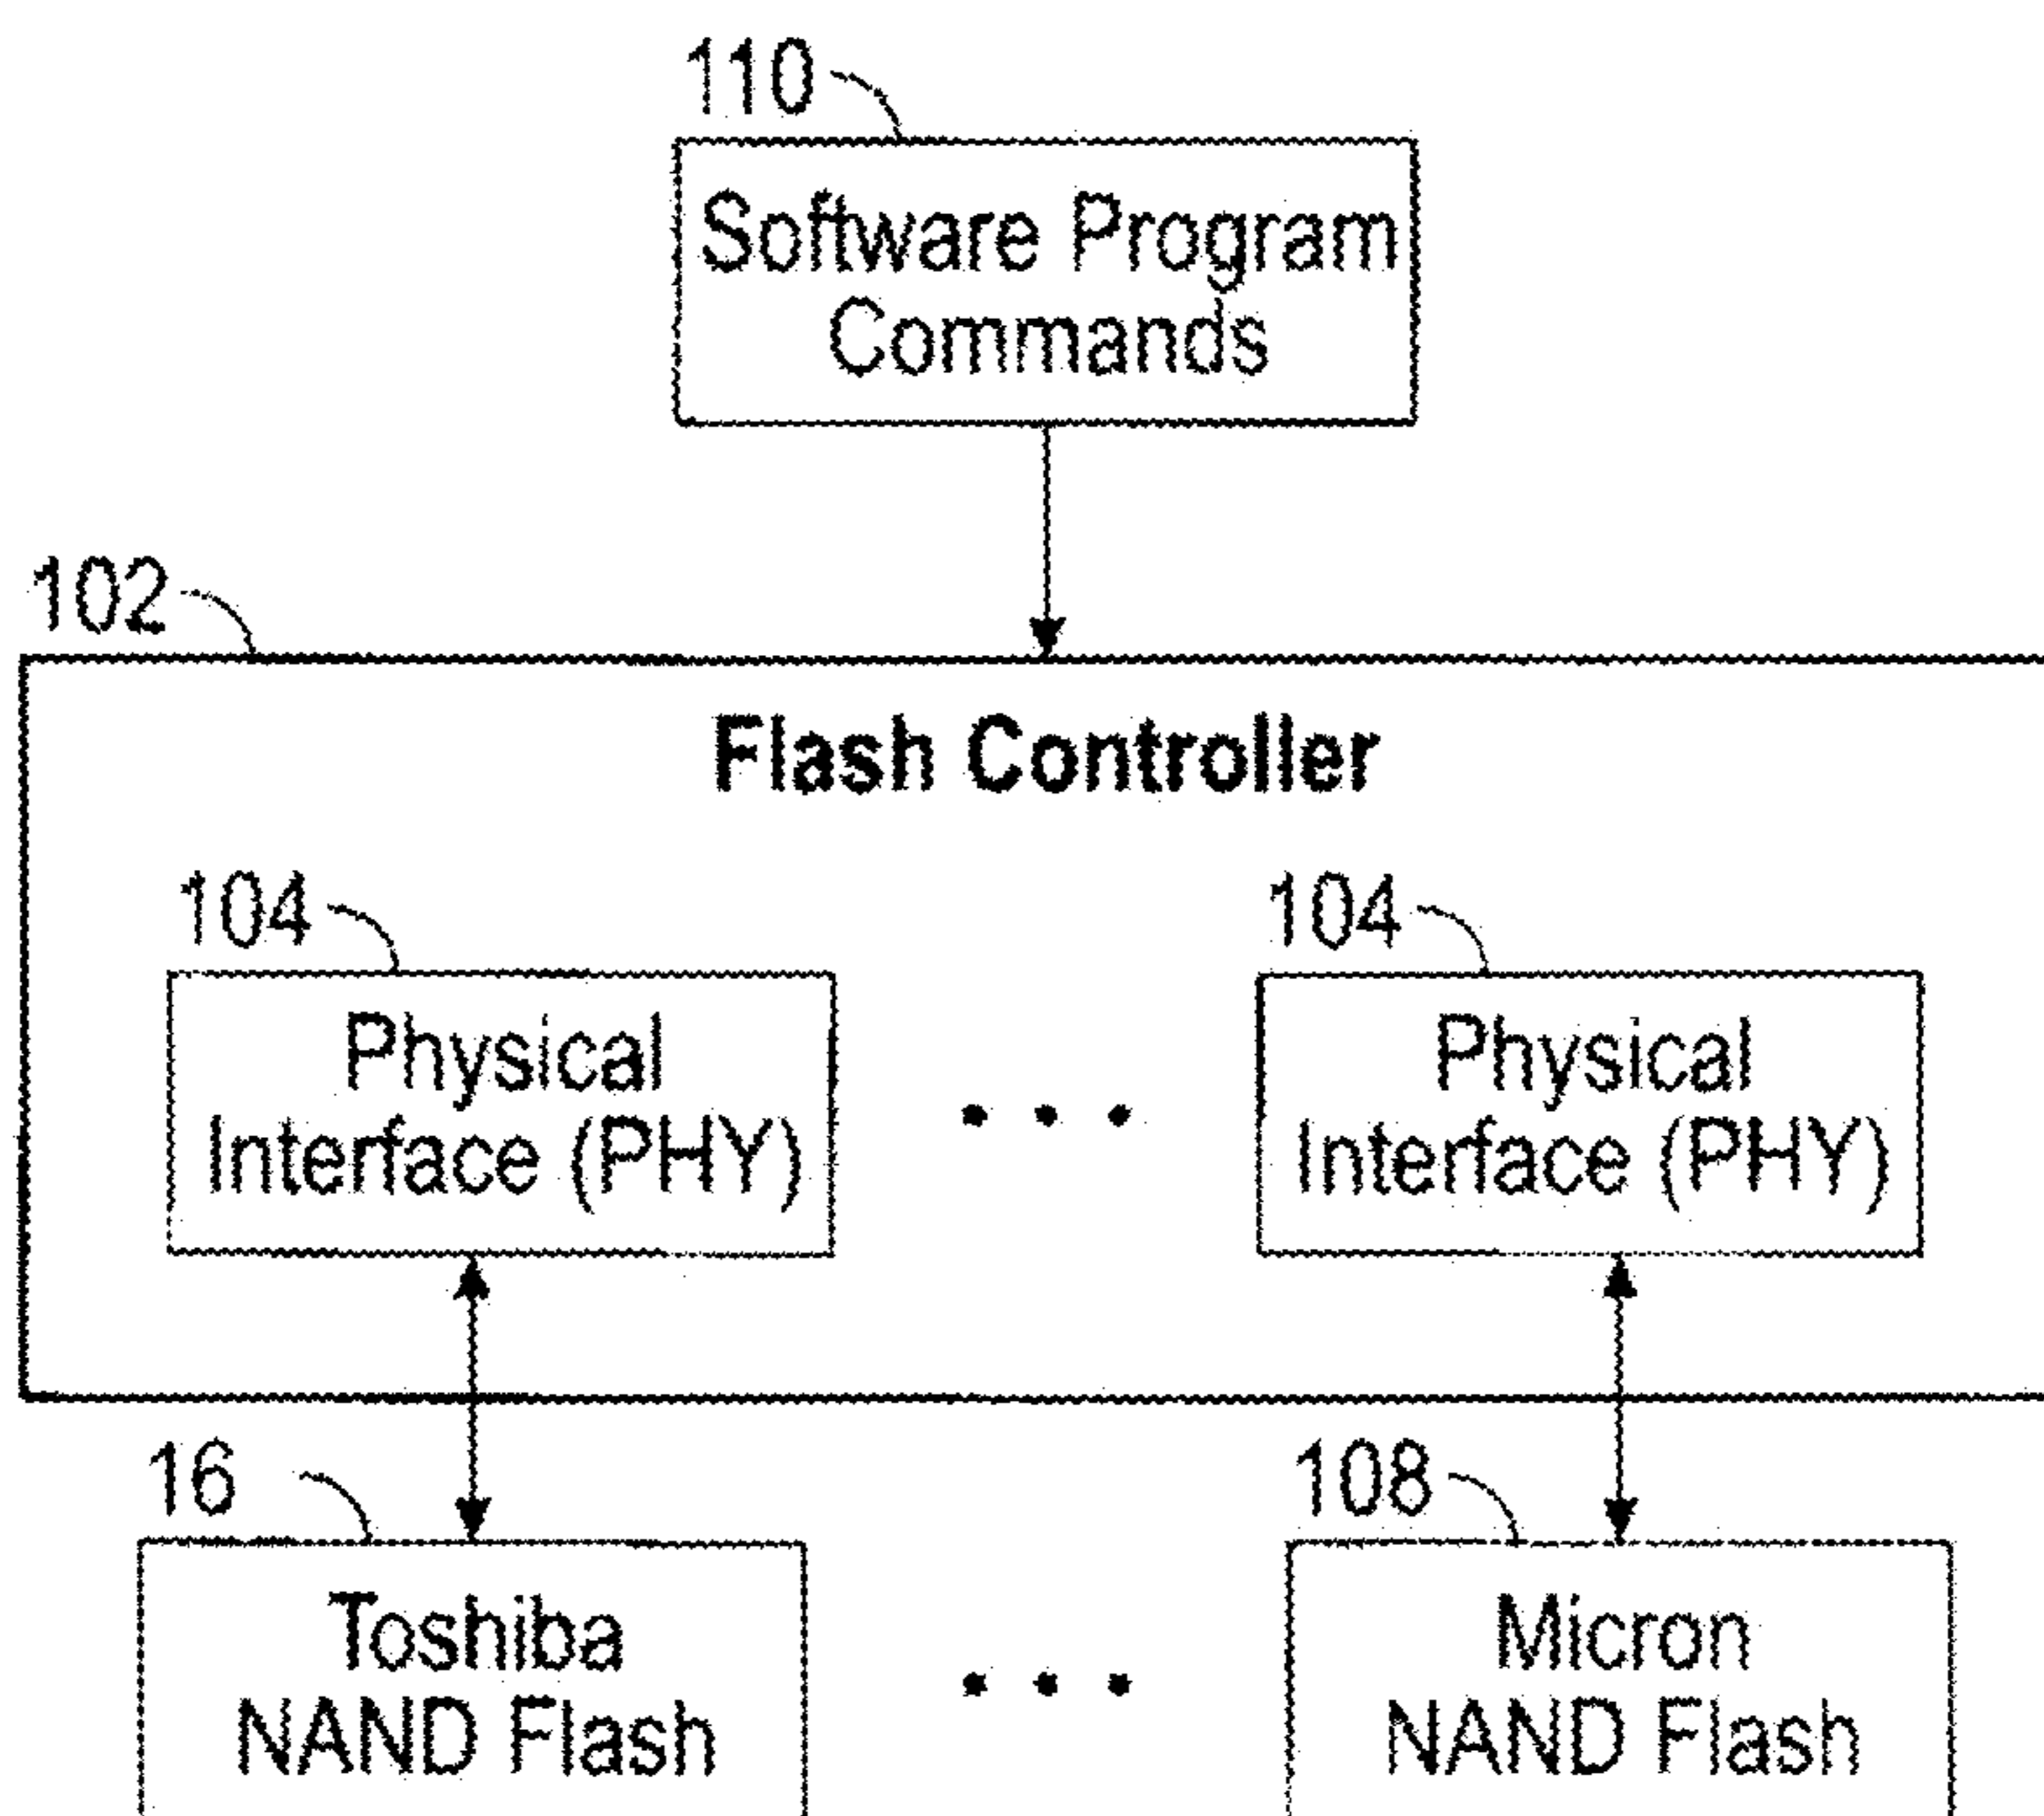 110
Software Program
Commands
102
Flash Controller
104
104
Physical
Interface (PHY)
Physical
Interface (PHY)
16
108
Toshiba
NAND Flash
Micron
NAND Flash